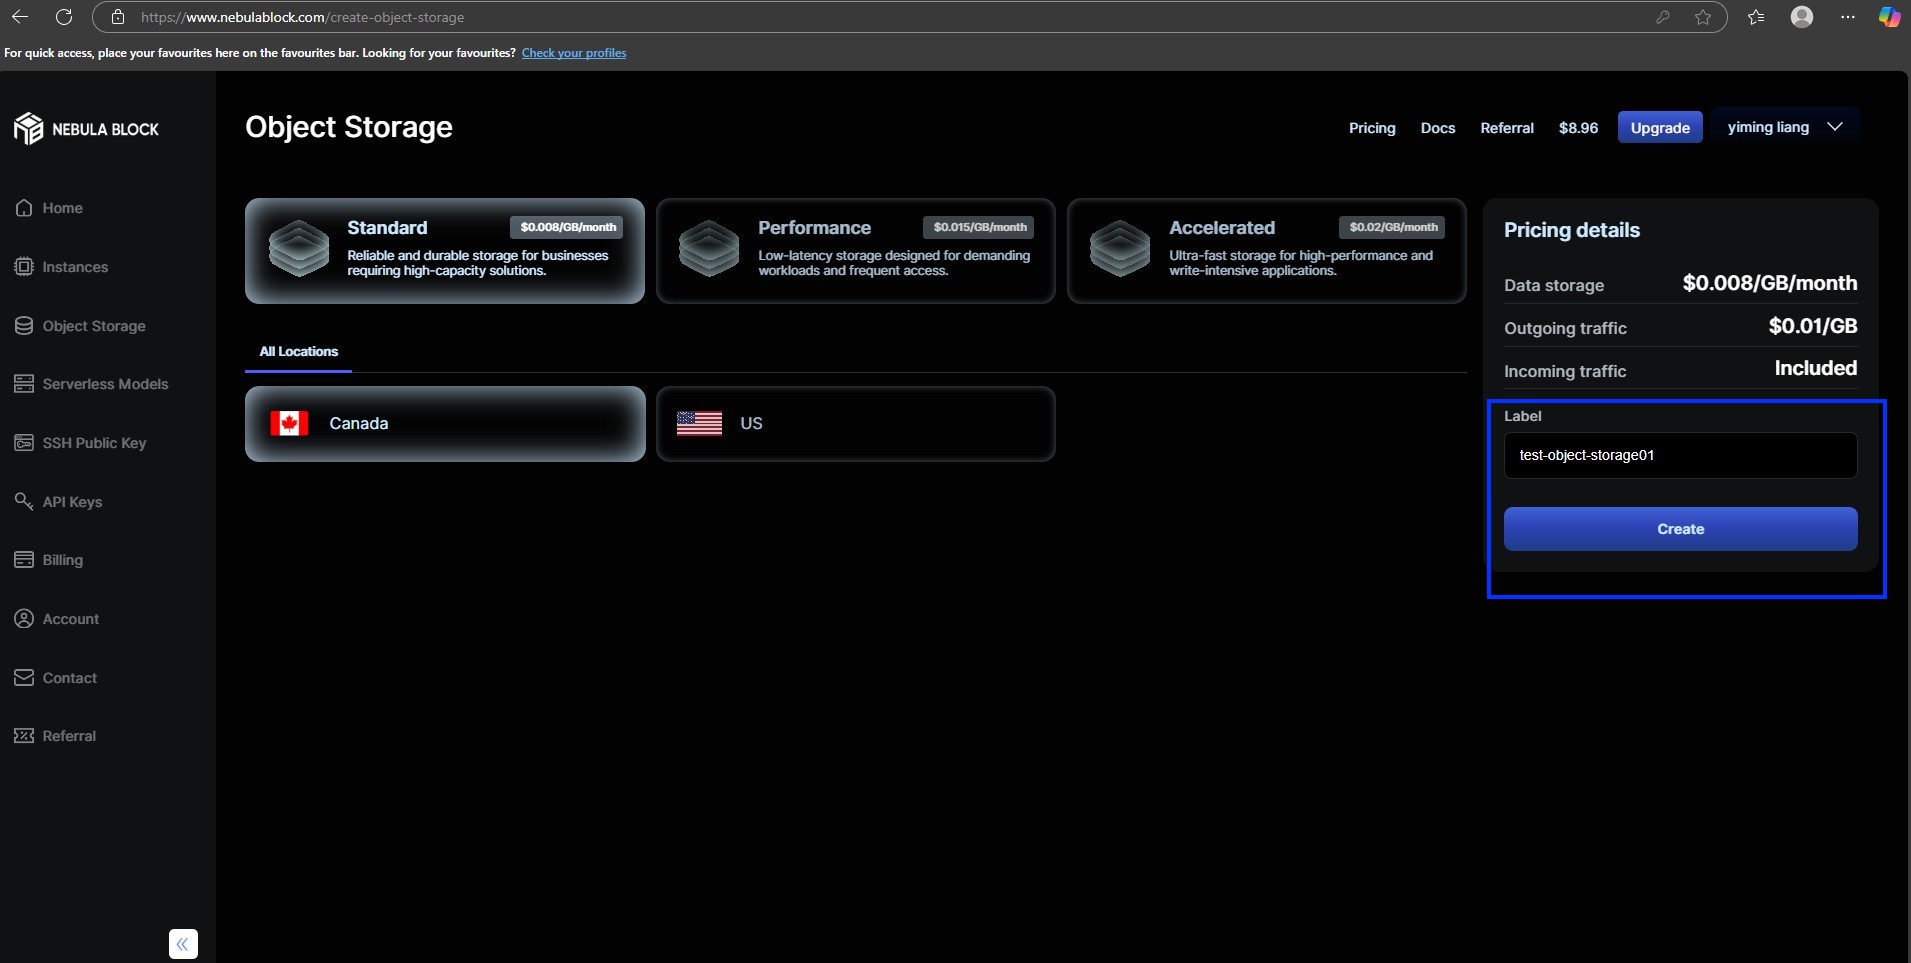 https://www.nebulablock.com/create-object-storage
For quick access, place your favourites here on the favourites bar. Looking for your favourites? Check your profiles
NEBULA BLOCK
Home
Instances
Object Storage
Serverless Models
SSH Public Key
API Keys
Billing
Account
Contact
Referral
Object Storage
Pricing Docs Referral $8.96 Upgrade yiming liang
Standard $0.008/GB/month
Reliable and durable storage for businesses
requiring high-capacity solutions.
Performance $0.015/GB/month
Low-latency storage designed for demanding
workloads and frequent access.
Accelerated $0.02/GB/month
Ultra-fast storage for high-performance and
write-intensive applications.
All Locations
Canada
US
Pricing details
Data storage $0.008/GB/month
Outgoing traffic $0.01/GB
Incoming traffic Included
Label
test-object-storage01
Create